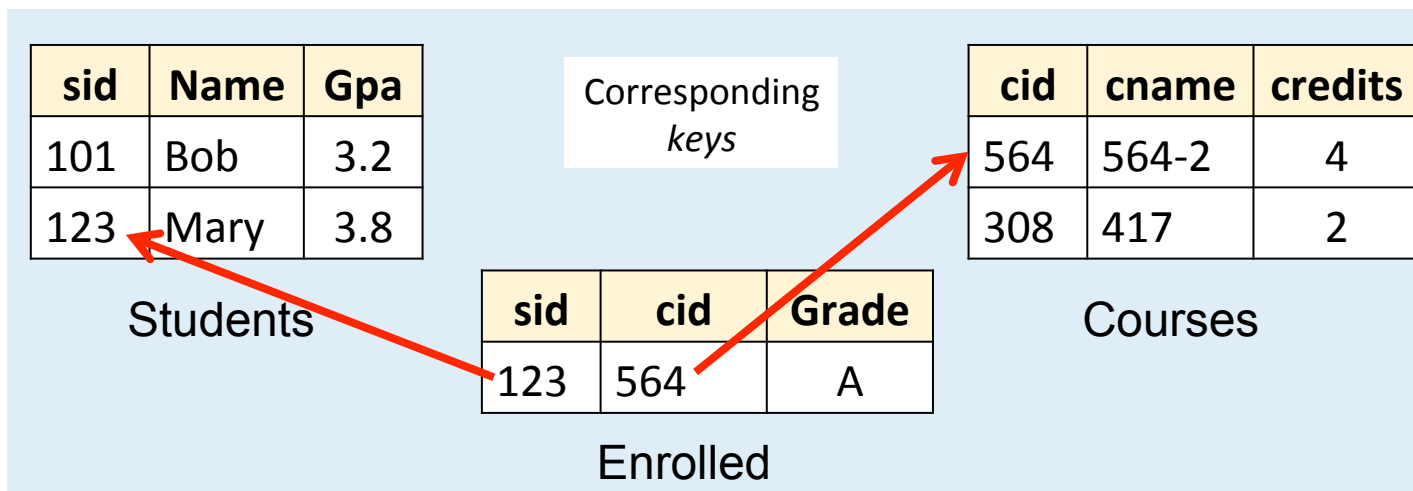 sid Name Gpa
101 Bob 3.2
123 Mary 3.8
Students
Corresponding
keys
cid cname credits
564 564-2 4
308 417 2
Courses
sid cid Grade
123 564 A
Enrolled